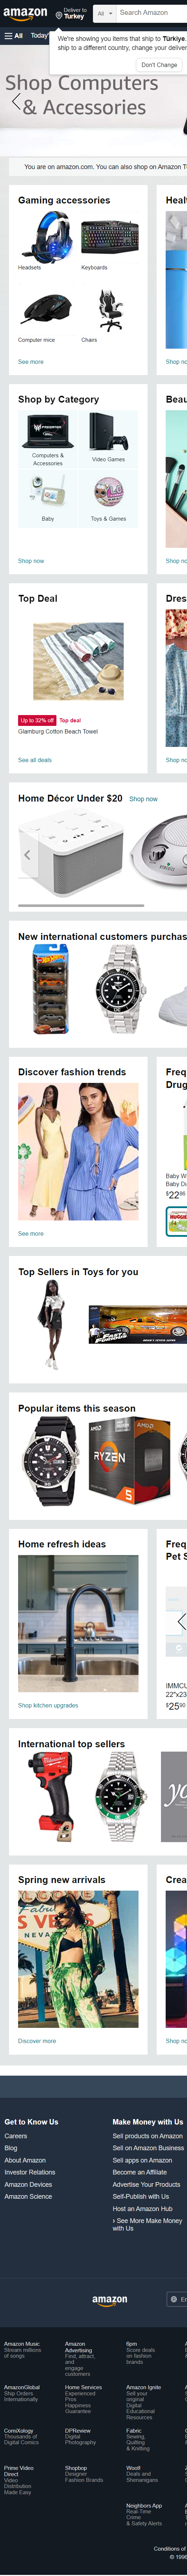 amazon
Deliver to
Turkey
All
Search Amazon
All
Today'
We're showing you items that ship to Türkiye.
ship to a different country, change your deliver
Don't Change
Shop Computers
& Accessories
You are on amazon.com. You can also shop on Amazon T
Gaming accessories
Headsets
Keyboards
Computer mice
Chairs
See more
Healt
Shop no
Shop by Category
PREDATOR
Computers &
Accessories
Video Games
Baby
Toys & Games
Shop now
Beau
Shop no
Top Deal
Up to 32% off
Top deal
Glamburg Cotton Beach Towel
See all deals
Dres
Shop no
Home Décor Under $20
Shop now
New international customers purchas
Discover fashion trends
See more
Freq
Drug
Baby W
Baby Di
$22
Top Sellers in Toys for you
Popular items this season
AMD
RYZEN
5
Home refresh ideas
Shop kitchen upgrades
Freq
Pet S
IMMCU
22"x23
$25
International top sellers
yo
Spring new arrivals
Fabulous
VEGAS
NEVADA
Discover more
Crea
Shop no
Get to Know Us
Careers
Blog
About Amazon
Investor Relations
Amazon Devices
Amazon Science
Make Money with Us
Sell products on Amazon
Sell on Amazon Business
Sell apps on Amazon
Become an Affiliate
Advertise Your Products
Self-Publish with Us
Host an Amazon Hub
› See More Make Money
with Us
amazon
En
Amazon Music
Stream millions
of songs
Amazon
Advertising
Find, attract,
and
engage
customers
6pm
Score deals
on fashion
brands
AmazonGlobal
Ship Orders
Internationally
Home Services
Experienced
Pros
Happiness
Guarantee
Amazon Ignite
Sell your
original
Digital
Educational
Resources
ComiXology
Thousands of
Digital Comics
DPReview
Digital
Photography
Fabric
Sewing,
Quilting
& Knitting
Prime Video
Direct
Video
Distribution
Made Easy
Shopbop
Designer
Fashion Brands
Woot!
Deals and
Shenanigans
Neighbors App
Real-Time
Crime
& Safety Alerts
Conditions of
© 1996